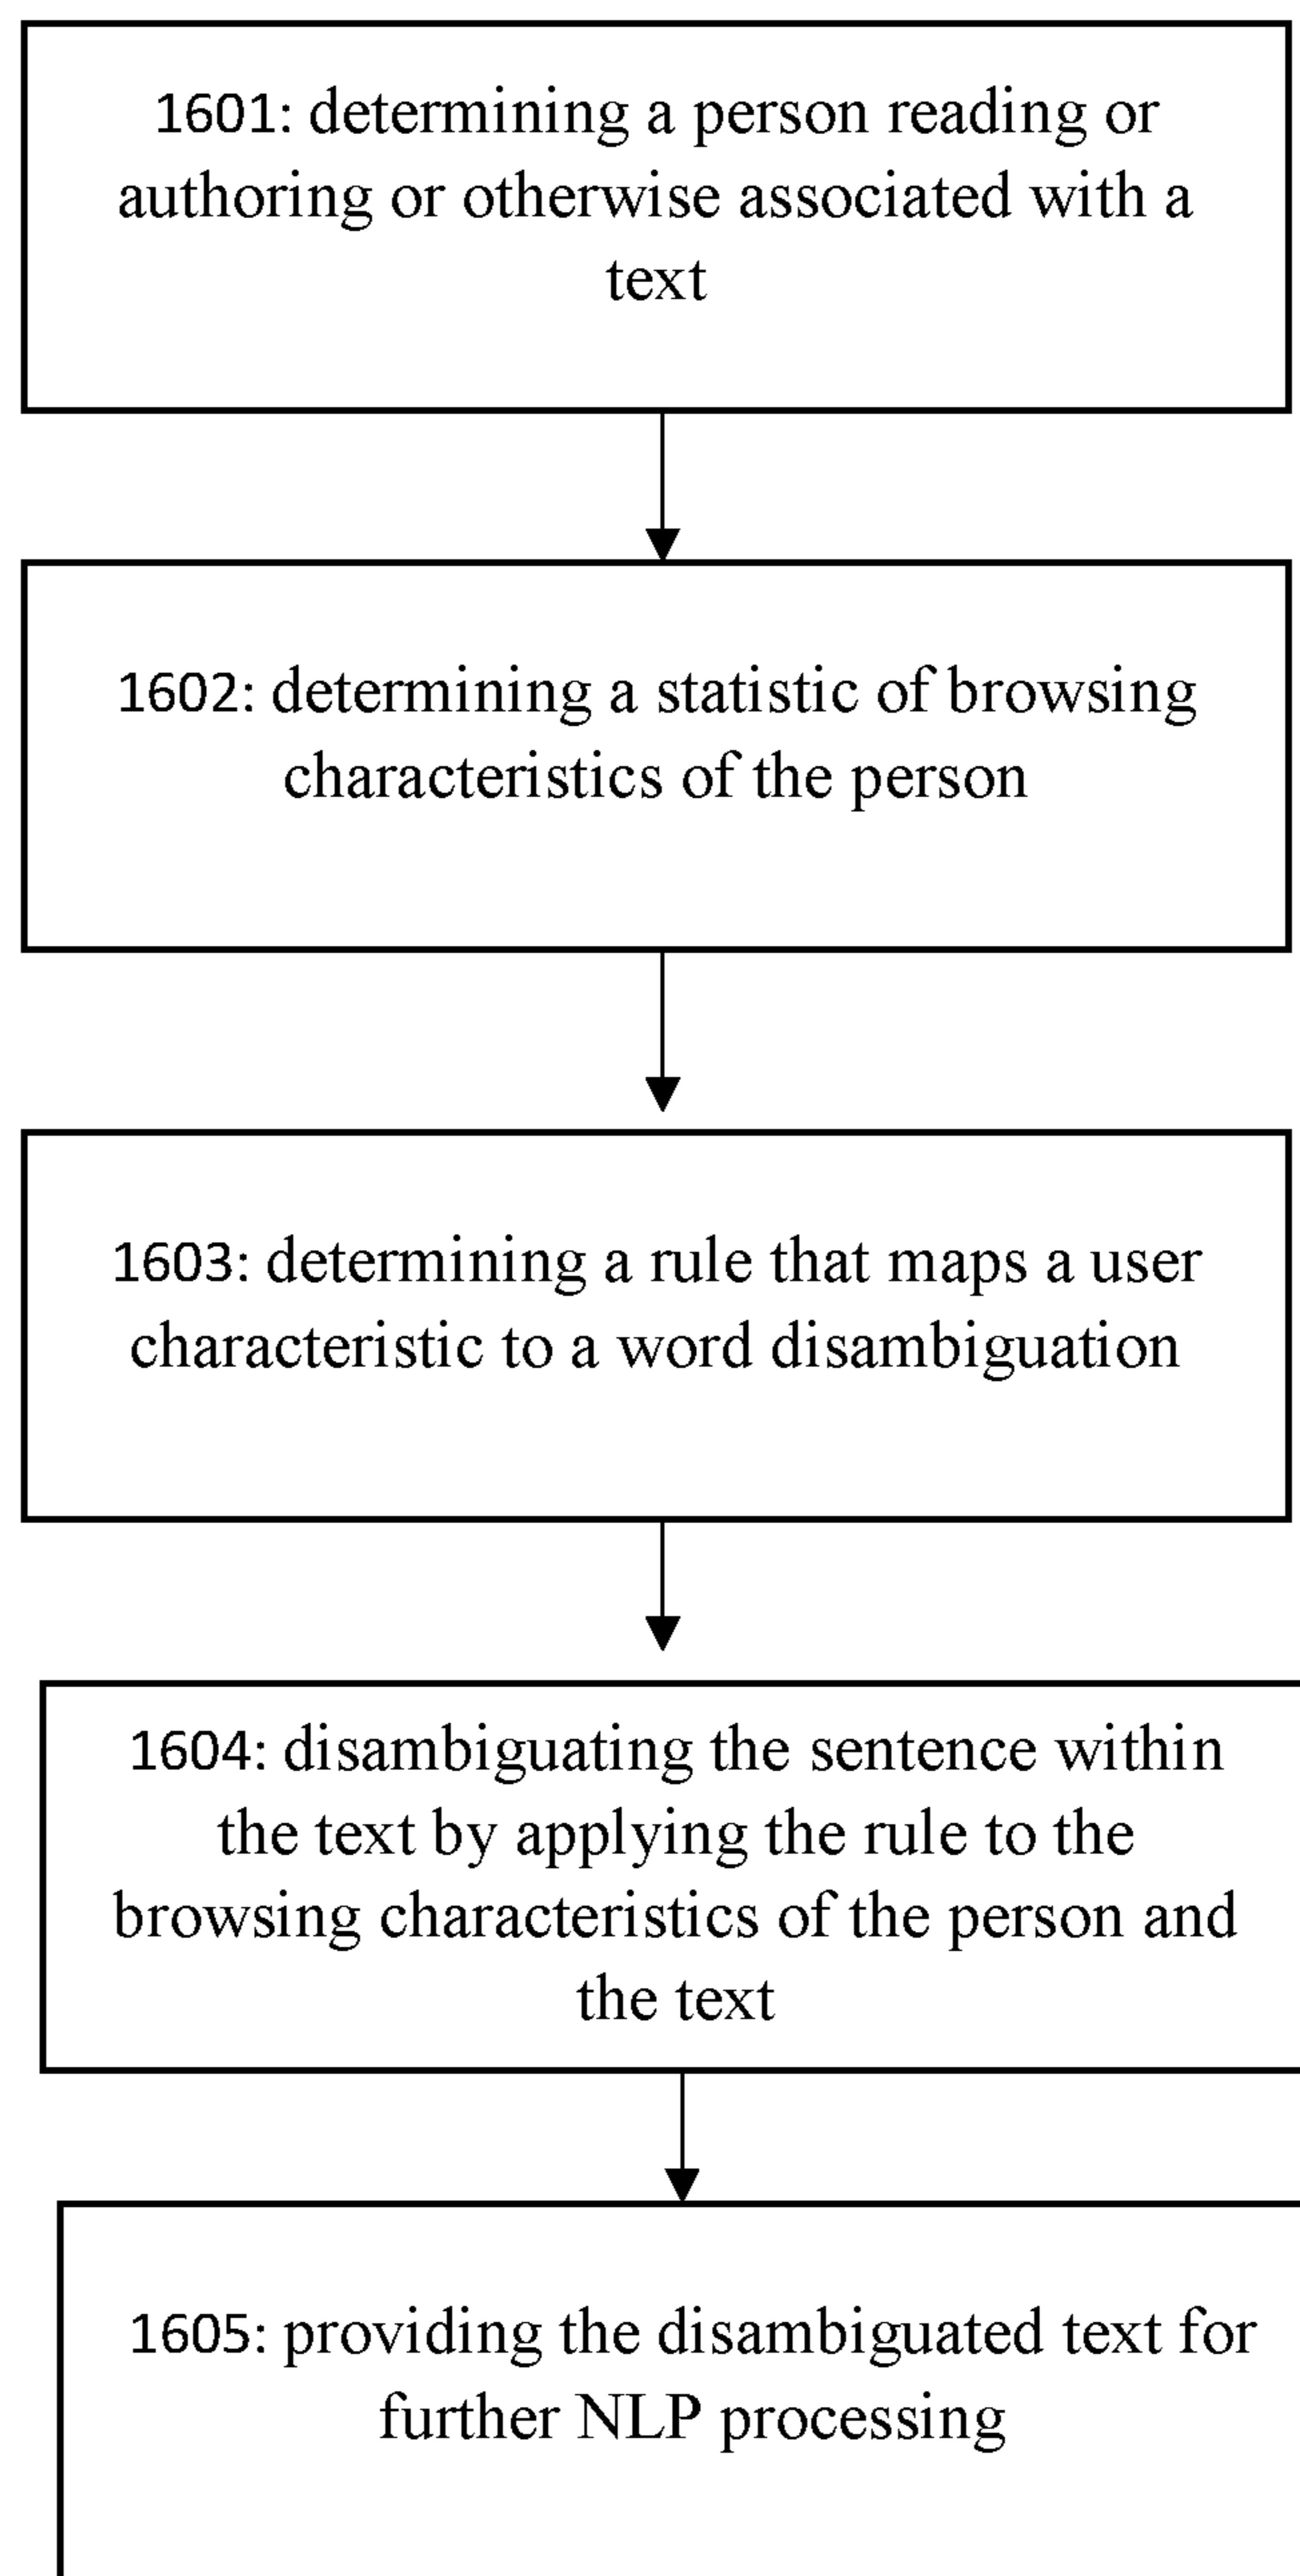 1601: determining a person reading or
authoring or otherwise associated with a
text
1602: determining a statistic of browsing
characteristics of the person
1603: determining a rule that maps a user
characteristic to a word disambiguation
1604: disambiguating the sentence within
the text by applying the rule to the
browsing characteristics of the person and
the text
1605: providing the disambiguated text for
further NLP processing